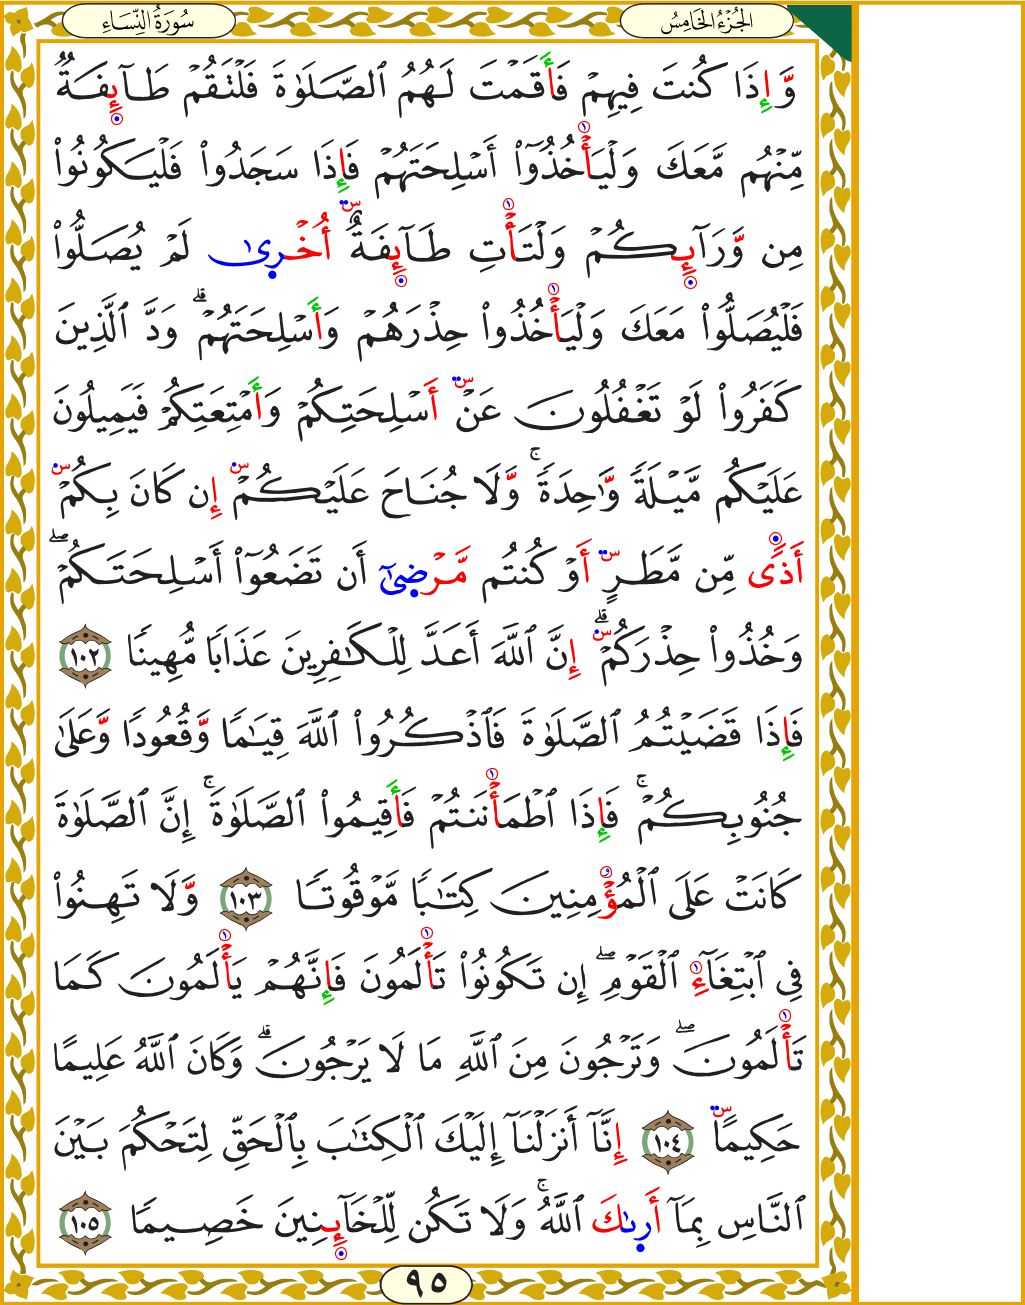 سُورَةُ النِّسَاءِ
الجُزْءُ الخَامِسُ
وَإِذَا كُنتَ فِيهِمْ فَأَقَمْتَ لَهُمُ ٱلصَّلَوٰةَ فَلْتَقُمْ طَآئِفَةٌ
مِّنْهُم مَّعَكَ وَلْيَأْخُذُوٓا۟ أَسْلِحَتَهُمْ فَإِذَا سَجَدُوا۟ فَلْيَكُونُوا۟
مِن وَّرَآئِكُمْ وَلْتَأْتِ طَآئِفَةٌ أُخْرَىٰ لَمْ يُصَلُّوا۟
فَلْيُصَلُّوا۟ مَعَكَ وَلْيَأْخُذُوا۟ حِذْرَهُمْ وَأَسْلِحَتَهُمْ ۗ وَدَّ ٱلَّذِينَ
كَفَرُوا۟ لَوْ تَغْفُلُونَ عَنْ أَسْلِحَتِكُمْ وَأَمْتِعَتِكُمْ فَيَمِيلُونَ
عَلَيْكُم مَّيْلَةً وَّٰحِدَةً ۚ وَّلَا جُنَاحَ عَلَيْكُمْ إِن كَانَ بِكُمْ
أَذًى مِّن مَّطَرٍ أَوْ كُنتُم مَّرْضَىٰٓ أَن تَضَعُوٓا۟ أَسْلِحَتَكُمْ ۖ
وَخُذُوا۟ حِذْرَكُمْ ۗ إِنَّ ٱللَّهَ أَعَدَّ لِلْكَٰفِرِينَ عَذَابًا مُّهِينًا ١٠٢
فَإِذَا قَضَيْتُمُ ٱلصَّلَوٰةَ فَٱذْكُرُوا۟ ٱللَّهَ قِيَٰمًا وَّقُعُودًا وَّعَلَىٰ
جُنُوبِكُمْ ۚ فَإِذَا ٱطْمَأْنَنتُمْ فَأَقِيمُوا۟ ٱلصَّلَوٰةَ ۚ إِنَّ ٱلصَّلَوٰةَ
كَانَتْ عَلَى ٱلْمُؤْمِنِينَ كِتَٰبًا مَّوْقُوتًا ١٠٣ وَّلَا تَهِنُوا۟
فِى ٱبْتِغَآءِ ٱلْقَوْمِ ۖ إِن تَكُونُوا۟ تَأْلَمُونَ فَإِنَّهُمْ يَأْلَمُونَ كَمَا
تَأْلَمُونَ ۖ وَتَرْجُونَ مِنَ ٱللَّهِ مَا لَا يَرْجُونَ ۗ وَكَانَ ٱللَّهُ عَلِيمًا
حَكِيمًا ١٠٤ إِنَّآ أَنزَلْنَآ إِلَيْكَ ٱلْكِتَٰبَ بِٱلْحَقِّ لِتَحْكُمَ بَيْنَ
ٱلنَّاسِ بِمَآ أَرَىٰكَ ٱللَّهُ ۚ وَلَا تَكُن لِّلْخَآئِنِينَ خَصِيمًا ١٠٥
٩٥